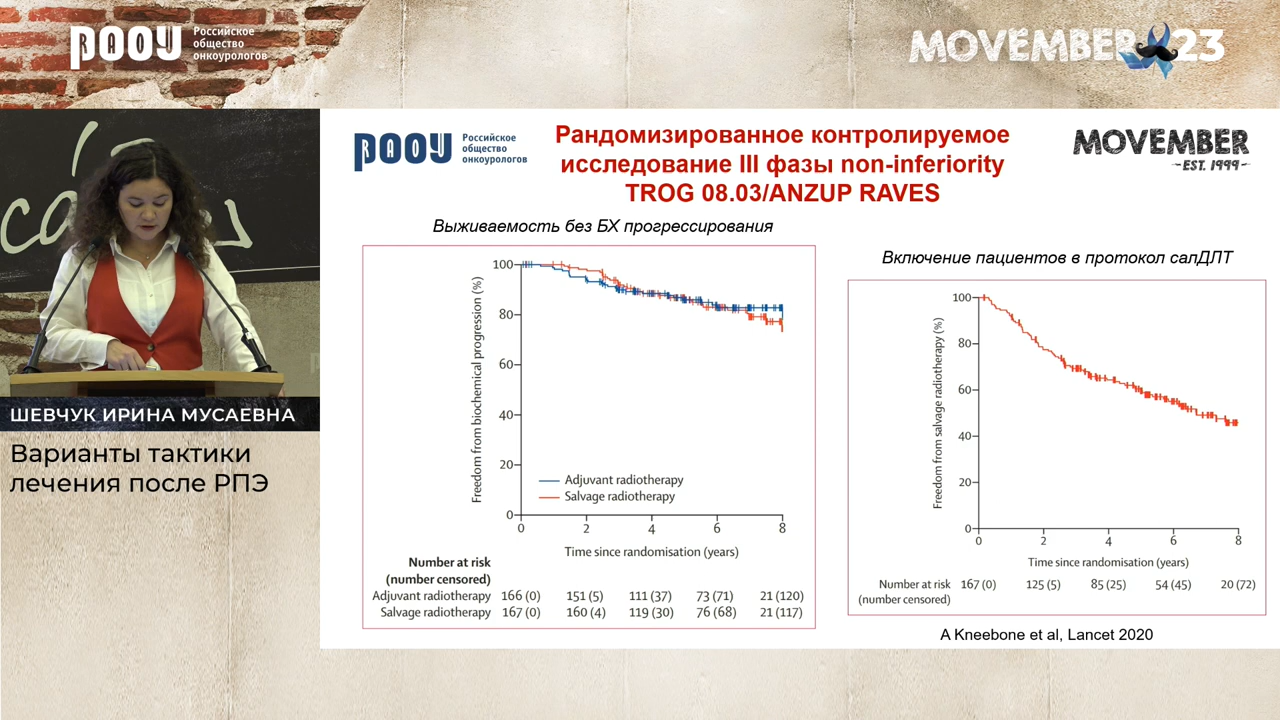 РООУ Российское
общество
онкоурологов
MOVEMBER 23
РООУ Российское
общество
онкоурологов
Рандомизированное контролируемое
исследование III фазы non-inferiority
TROG 08.03/ANZUP RAVES
MOVEMBER
EST. 1999
Выживаемость без БХ прогрессирования
Freedom from biochemical progression (%)
100
80
60
40
20
0
Adjuvant radiotherapy
Salvage radiotherapy
0 2 4 6 8
Time since randomisation (years)
Number at risk
(number censored)
Adjuvant radiotherapy 166 (0) 151 (5) 111 (37) 73 (71) 21 (120)
Salvage radiotherapy 167 (0) 160 (4) 119 (30) 76 (68) 21 (117)
Включение пациентов в протокол салДЛТ
Freedom from salvage radiotherapy (%)
100
80
60
40
20
0
0 2 4 6 8
Time since randomisation (years)
Number at risk 167 (0) 125 (5) 85 (25) 54 (45) 20 (72)
(number censored)
A Kneebone et al, Lancet 2020
ШЕВЧУК ИРИНА МУСАЕВНА
Варианты тактики
лечения после РПЭ